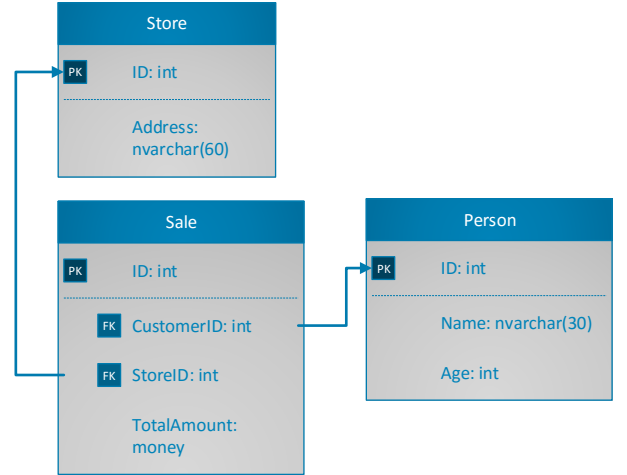 Store
PK ID: int
Address:
nvarchar(60)
Sale
PK ID: int
FK CustomerID: int
FK StoreID: int
TotalAmount:
money
Person
PK ID: int
Name: nvarchar(30)
Age: int